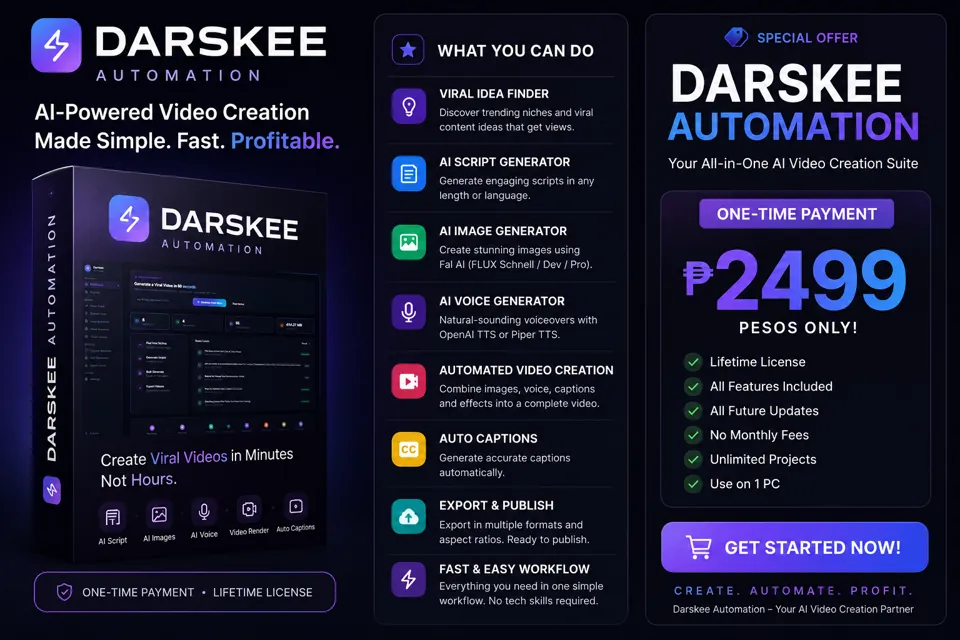 DARSKEE
AUTOMATION
AI-Powered Video Creation
Made Simple. Fast. Profitable.
DARSKEE AUTOMATION
DARSKEE
AUTOMATION
Create Viral Videos in Minutes
Not Hours.
AI Script
AI Images
AI Voice
Video Render
Auto Captions
ONE-TIME PAYMENT • LIFETIME LICENSE
WHAT YOU CAN DO
VIRAL IDEA FINDER
Discover trending niches and viral
content ideas that get views.
AI SCRIPT GENERATOR
Generate engaging scripts in any
length or language.
AI IMAGE GENERATOR
Create stunning images using
Fal AI (FLUX Schnell / Dev / Pro).
AI VOICE GENERATOR
Natural-sounding voiceovers with
OpenAI TTS or Piper TTS.
AUTOMATED VIDEO CREATION
Combine images, voice, captions
and effects into a complete video.
CC
AUTO CAPTIONS
Generate accurate captions
automatically.
EXPORT & PUBLISH
Export in multiple formats and
aspect ratios. Ready to publish.
FAST & EASY WORKFLOW
Everything you need in one simple
workflow. No tech skills required.
SPECIAL OFFER
DARSKEE
AUTOMATION
Your All-in-One AI Video Creation Suite
ONE-TIME PAYMENT
₱2499
PESOS ONLY!
Lifetime License
All Features Included
All Future Updates
No Monthly Fees
Unlimited Projects
Use on 1 PC
GET STARTED NOW!
CREATE. AUTOMATE. PROFIT.
Darskee Automation – Your AI Video Creation Partner